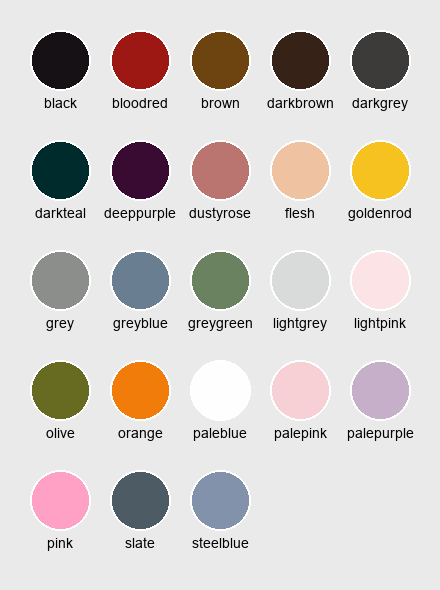 black bloodred brown darkbrown darkgrey
darkteal deeppurple dustyrose flesh goldenrod
grey greyblue greygreen lightgrey lightpink
olive orange paleblue palepink palepurple
pink slate steelblue